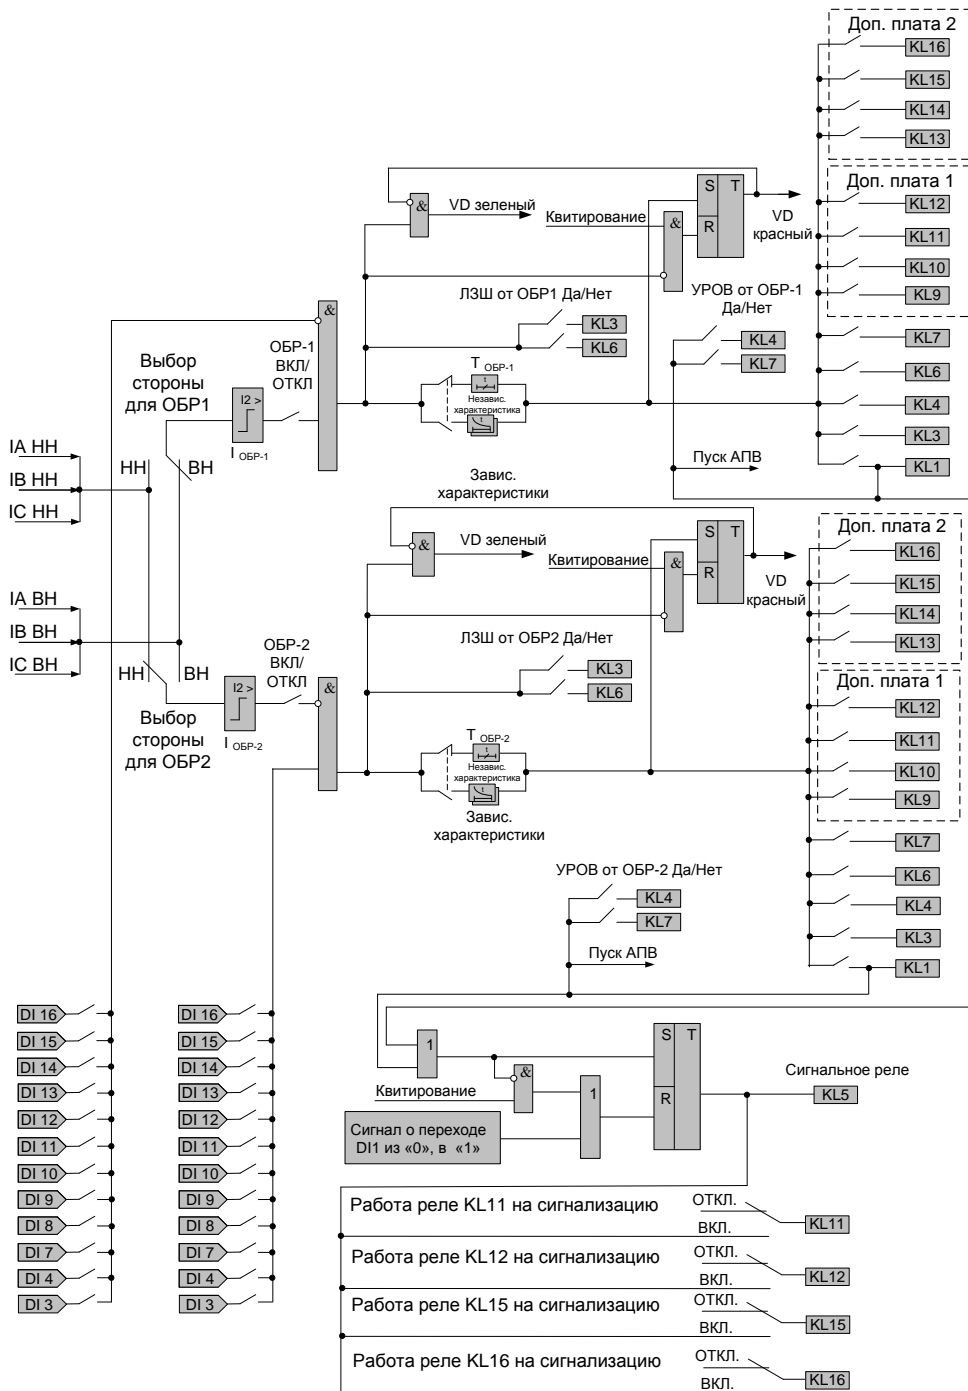 Доп. плата 2
KL16
KL15
KL14
KL13
Доп. плата 1
KL12
KL11
KL10
KL9
KL7
KL6
KL4
KL3
KL1
&
VD зеленый
Квитирование
&
S T
R
VD
красный
ЛЗШ от ОБР1 Да/Нет
KL3
KL6
УРОВ от ОБР-1
Да/Нет
KL4
KL7
&
ОБР-1
ВКЛ/
ОТКЛ
Выбор
стороны
для ОБР1
I2 >
I ОБР-1
T ОБР-1
t
Независ.
характеристика
t
Пуск АПВ
Завис.
характеристики
IA НН
IB НН
IC НН
НН
ВН
IA ВН
IB ВН
IC ВН
НН
ВН
Выбор
стороны
для ОБР2
I2 >
I ОБР-2
ОБР-2
ВКЛ/
ОТКЛ
&
&
VD зеленый
Квитирование
&
S T
R
VD
красный
ЛЗШ от ОБР2 Да/Нет
KL3
KL6
T ОБР-2
t
Независ.
характеристика
t
Завис.
характеристики
Доп. плата 2
KL16
KL15
KL14
KL13
Доп. плата 1
KL12
KL11
KL10
KL9
KL7
KL6
KL4
KL3
KL1
УРОВ от ОБР-2 Да/Нет
KL4
KL7
Пуск АПВ
DI 16
DI 15
DI 14
DI 13
DI 12
DI 11
DI 10
DI 9
DI 8
DI 7
DI 4
DI 3
DI 16
DI 15
DI 14
DI 13
DI 12
DI 11
DI 10
DI 9
DI 8
DI 7
DI 4
DI 3
1
&
Квитирование
1
S T
R
Сигнал о переходе
DI1 из «0», в «1»
Сигнальное реле
KL5
Работа реле KL11 на сигнализацию
ОТКЛ.
ВКЛ.
KL11
Работа реле KL12 на сигнализацию
ОТКЛ.
ВКЛ.
KL12
Работа реле KL15 на сигнализацию
ОТКЛ.
ВКЛ.
KL15
Работа реле KL16 на сигнализацию
ОТКЛ.
ВКЛ.
KL16